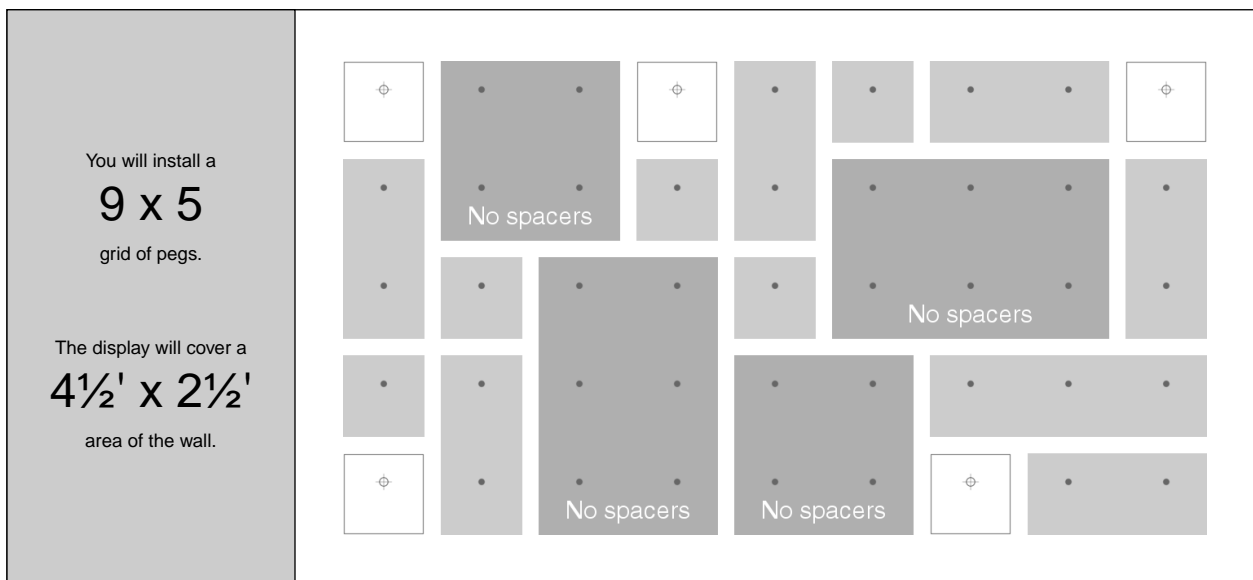 You will install a
9 x 5
grid of pegs.
The display will cover a
4½' x 2½'
area of the wall.
No spacers
No spacers
No spacers
No spacers